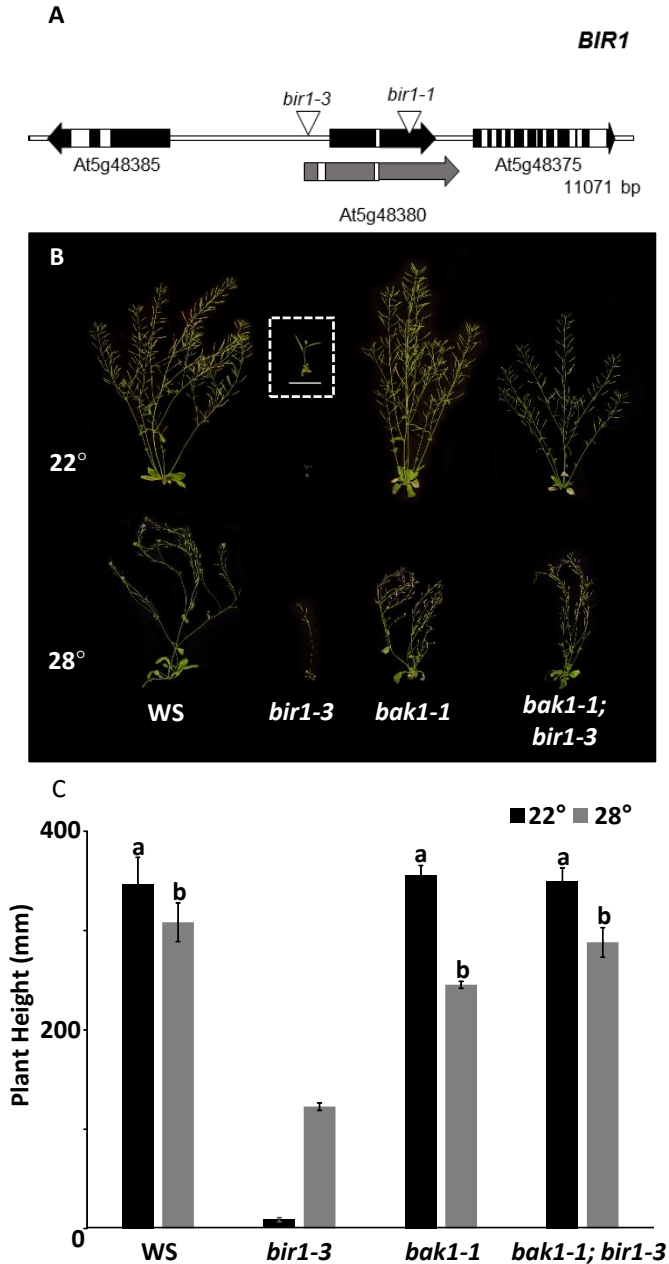 A
BIR1
bir1-3
bir1-1
At5g48385
At5g48375
11071 bp
At5g48380
B
22°
28°
WS
bir1-3
bak1-1
bak1-1;
bir1-3
C
22° 28°
400
a
b
a
b
a
b
200
Plant Height (mm)
0
WS
bir1-3
bak1-1
bak1-1; bir1-3